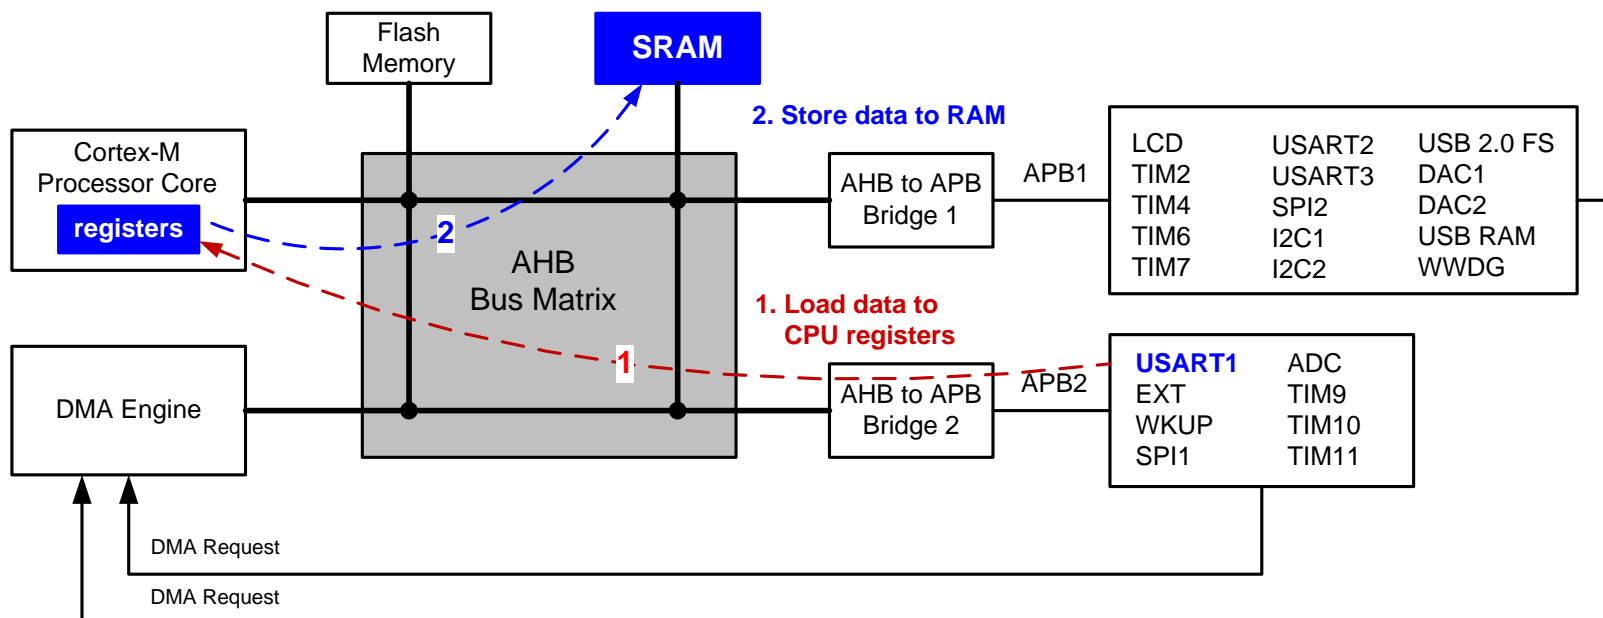 Flash
Memory
SRAM
2. Store data to RAM
Cortex-M
Processor Core
registers
2
AHB
Bus Matrix
AHB to APB
Bridge 1
APB1
LCD
TIM2
TIM4
TIM6
TIM7
USART2
USART3
SPI2
I2C1
I2C2
USB 2.0 FS
DAC1
DAC2
USB RAM
WWDG
1. Load data to
CPU registers
1
DMA Engine
AHB to APB
Bridge 2
APB2
USART1
EXT
WKUP
SPI1
ADC
TIM9
TIM10
TIM11
DMA Request
DMA Request